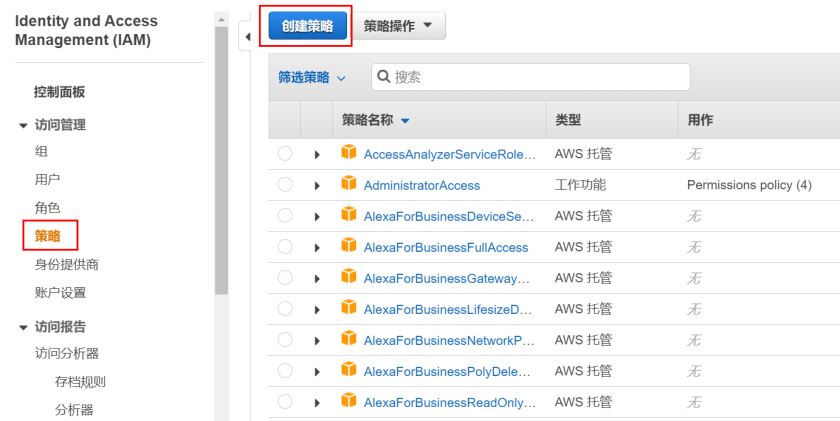 Identity and Access
Management (IAM)
控制面板
访问管理
组
用户
角色
策略
身份提供商
账户设置
访问报告
访问分析器
存档规则
分析器
创建策略 策略操作
筛选策略 搜索
策略名称 类型 用作
AccessAnalyzerServiceRole... AWS 托管 无
AdministratorAccess 工作功能 Permissions policy (4)
AlexaForBusinessDeviceSe... AWS 托管 无
AlexaForBusinessFullAccess AWS 托管 无
AlexaForBusinessGateway... AWS 托管 无
AlexaForBusinessLifesizeD... AWS 托管 无
AlexaForBusinessNetworkP... AWS 托管 无
AlexaForBusinessPolyDele... AWS 托管 无
AlexaForBusinessReadOnly... AWS 托管 无